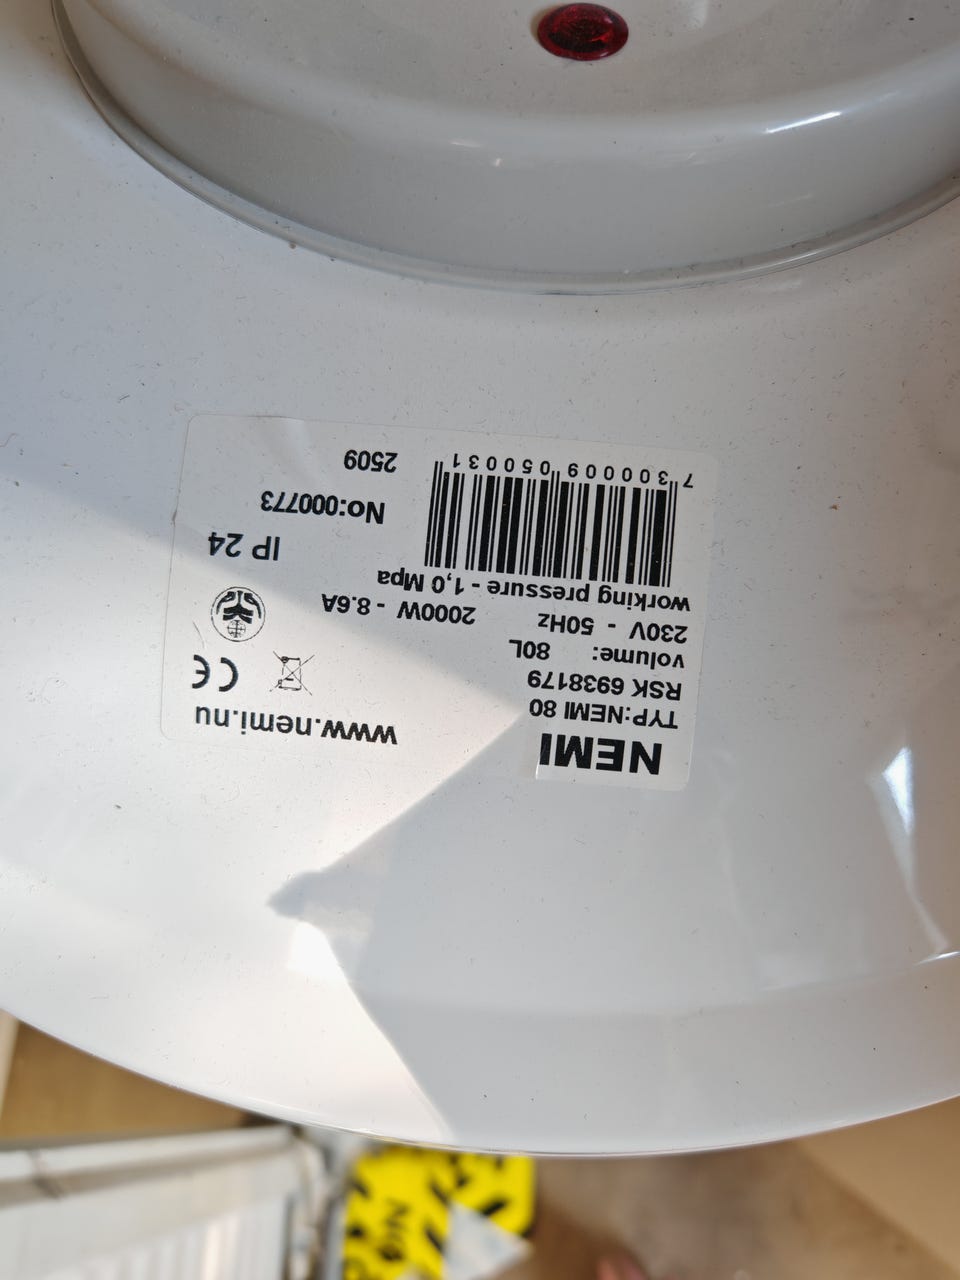 NEMI
www.nemi.nu
TYP:NEMI 80
RSK 6938179
CE
volume: 80L
230V - 50Hz 2000W - 8.6A
working pressure - 1,0 Mpa
IP 24
No:000773
7 300009 050031
2509